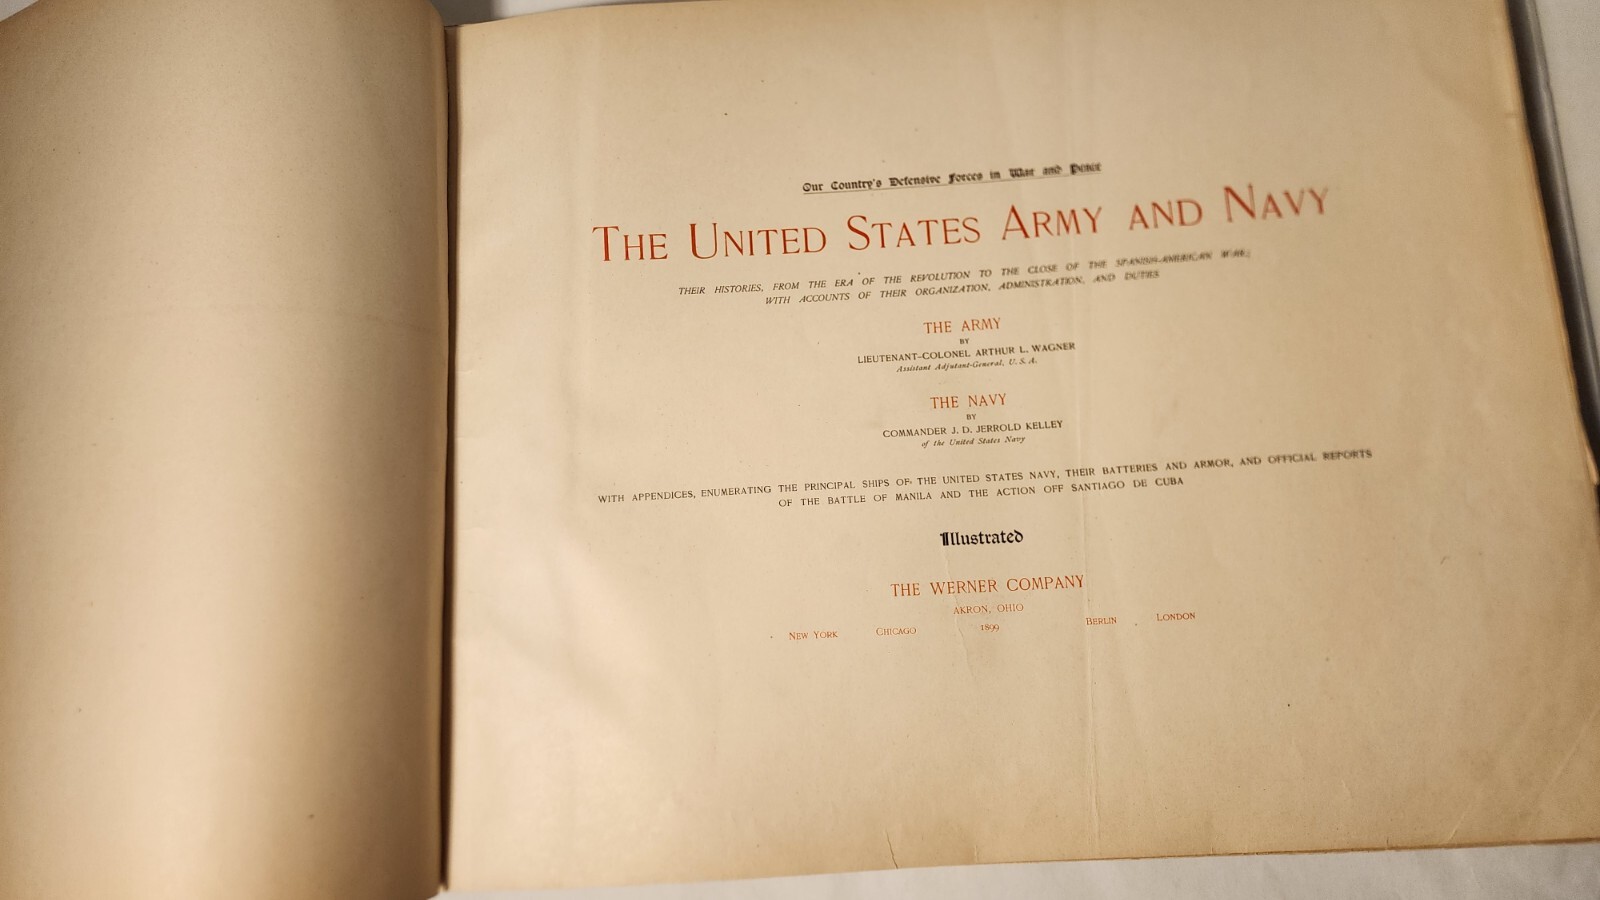 Our Country's Defensive Forces in War and Peace
THE UNITED STATES ARMY AND NAVY
THEIR HISTORIES, FROM THE ERA OF THE REVOLUTION TO THE CLOSE OF THE SPANISH-AMERICAN WAR;
WITH ACCOUNTS OF THEIR ORGANIZATION, ADMINISTRATION, AND DUTIES
THE ARMY
BY
LIEUTENANT-COLONEL ARTHUR L. WAGNER
Assistant Adjutant-General, U. S. A.
THE NAVY
BY
COMMANDER J. D. JERROLD KELLEY
of the United States Navy
WITH APPENDICES, ENUMERATING THE PRINCIPAL SHIPS OF THE UNITED STATES NAVY, THEIR BATTERIES AND ARMOR, AND OFFICIAL REPORTS
OF THE BATTLE OF MANILA AND THE ACTION OFF SANTIAGO DE CUBA
Illustrated
THE WERNER COMPANY
AKRON, OHIO
NEW YORK CHICAGO 1899 BERLIN LONDON